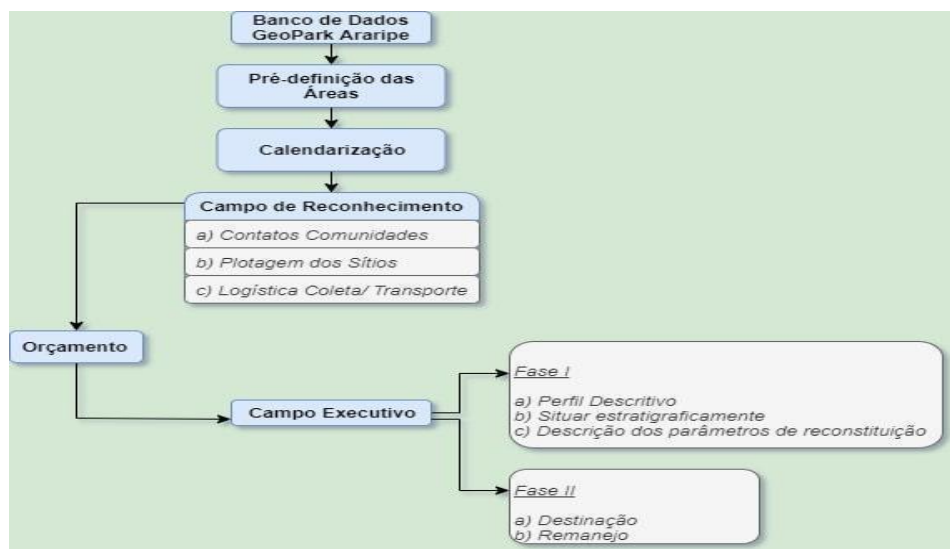 Banco de Dados
GeoPark Araripe
Pré-definição das
Áreas
Calendarização
Campo de Reconhecimento
a) Contatos Comunidades
b) Plotagem dos Sítios
c) Logística Coleta/ Transporte
Orçamento
Campo Executivo
Fase I
a) Perfil Descritivo
b) Situar estratigraficamente
c) Descrição dos parâmetros de reconstituição
Fase II
a) Destinação
b) Remanejo